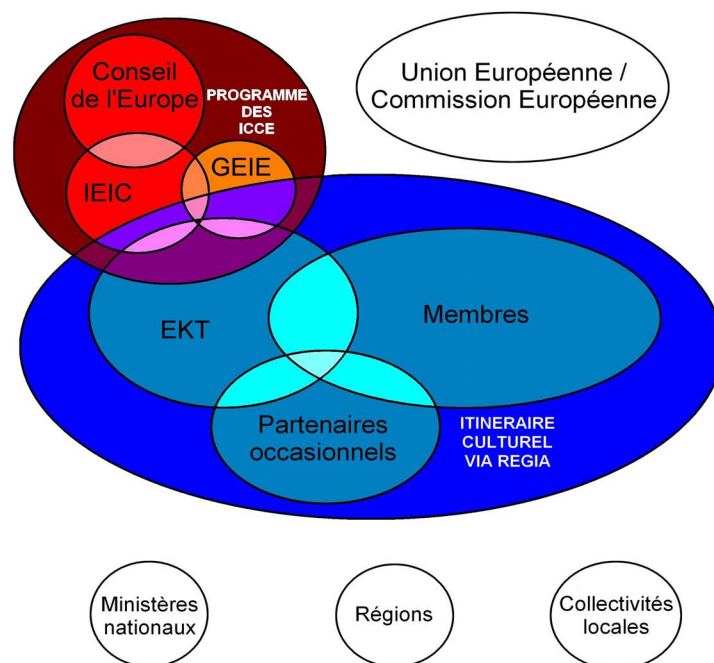 Conseil
de l'Europe
PROGRAMME
DES
ICCE
Union Européenne /
Commission Européenne
IEIC
GEIE
EKT
Membres
Partenaires
occasionnels
ITINERAIRE
CULTUREL
VIA REGIA
Ministères
nationaux
Régions
Collectivités
locales